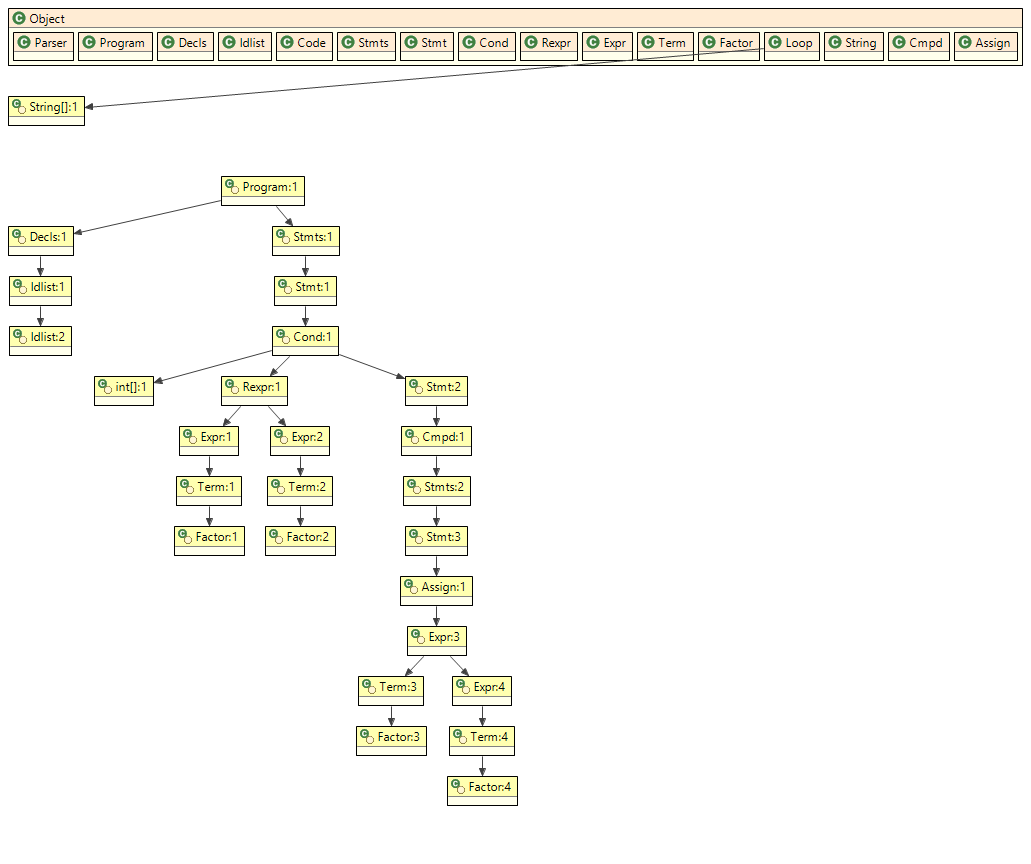 Object
Parser Program Decls Idlist Code Stmts Stmt Cond Rexpr Expr Term Factor Loop String Cmpd Assign
String[]:1
Program:1
Decls:1 Stmts:1
Idlist:1 Stmt:1
Idlist:2 Cond:1
int[]:1 Rexpr:1 Stmt:2
Expr:1 Expr:2 Cmpd:1
Term:1 Term:2 Stmts:2
Factor:1 Factor:2 Stmt:3
Assign:1
Expr:3
Term:3 Expr:4
Factor:3 Term:4
Factor:4